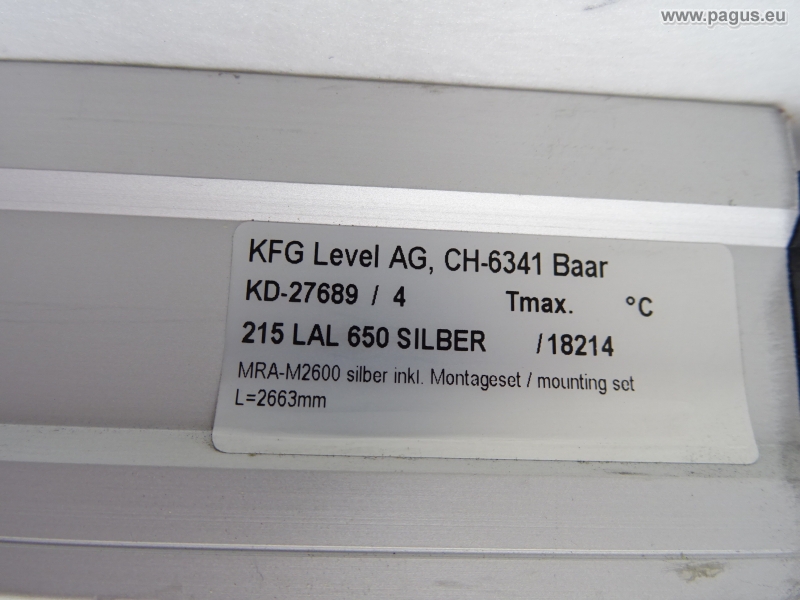 www.pagus.eu
KFG Level AG, CH-6341 Baar
KD-27689 / 4 Tmax. °C
215 LAL 650 SILBER /18214
MRA-M2600 silber inkl. Montageset / mounting set
L=2663mm